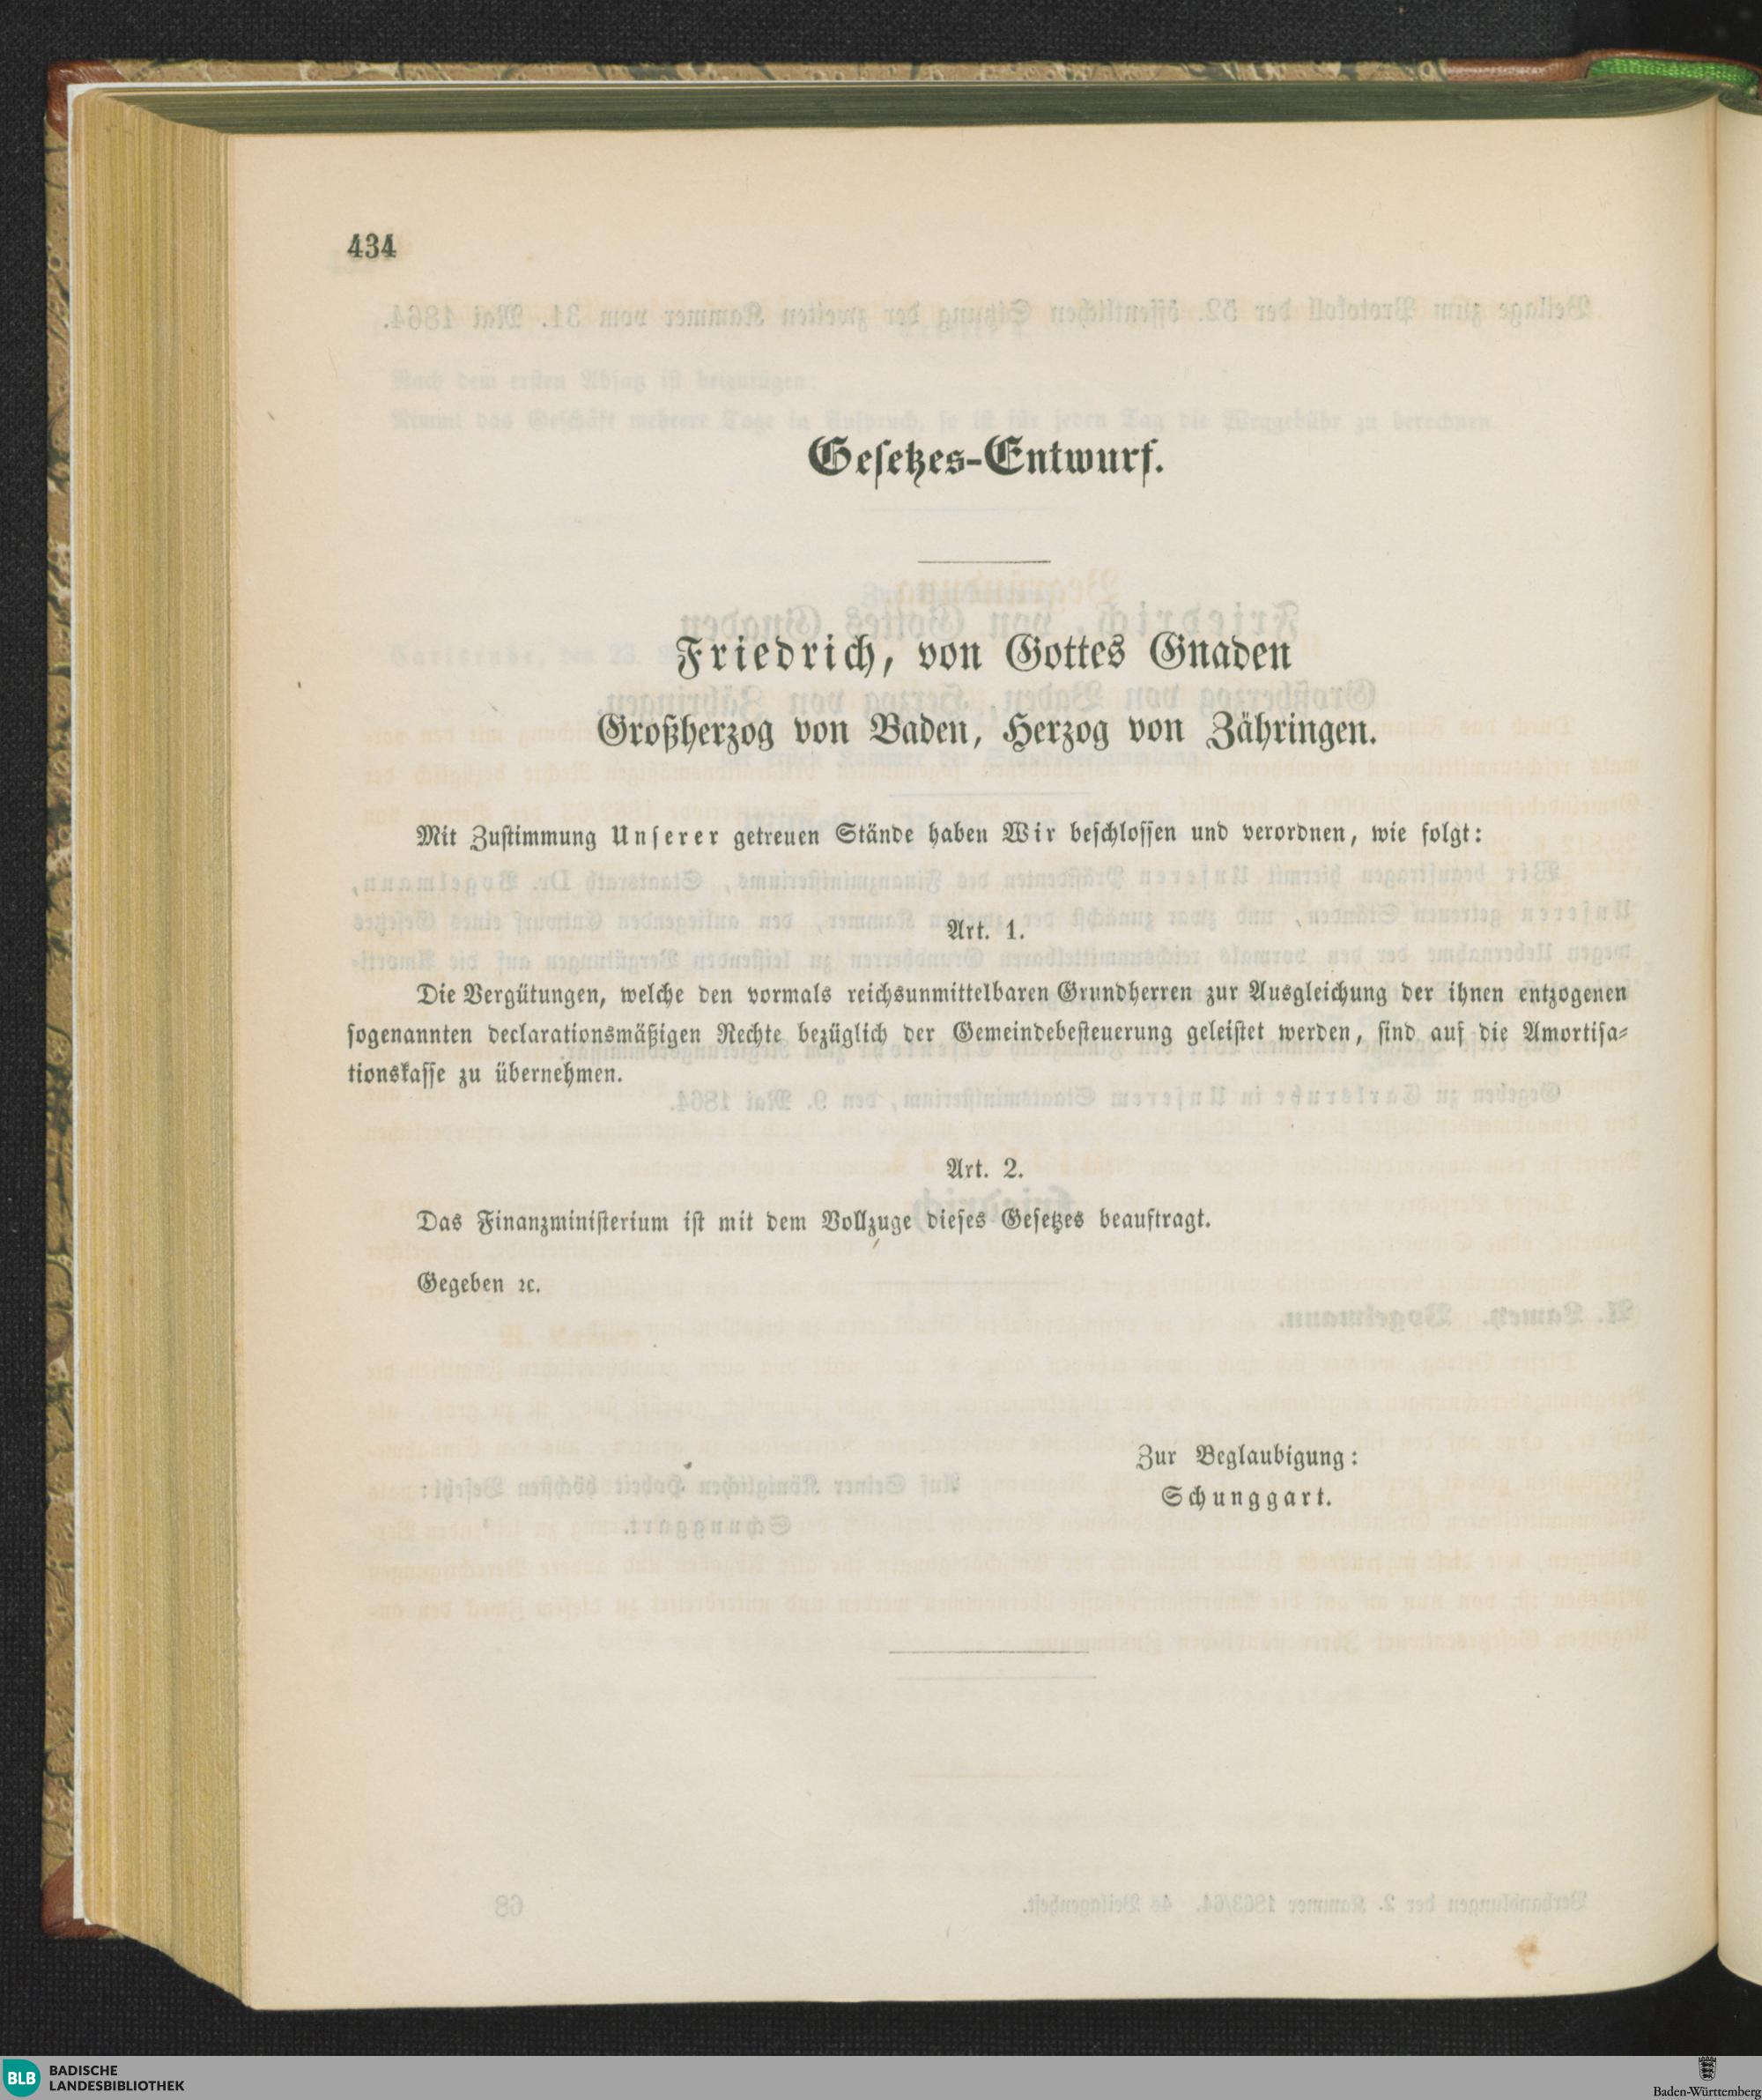 434
Gesetzes-Entwurf.
Friedrich, von Gottes Gnaden
Großherzog von Baden, Herzog von Zähringen.
Mit Zustimmung Unserer getreuen Stände haben Wir beschlossen und verordnen, wie folgt:
Art. 1.
Die Vergütungen, welche den vormals reichsunmittelbaren Grundherren zur Ausgleichung der ihnen entzogenen
sogenannten declarationsmäßigen Rechte bezüglich der Gemeindebesteuerung geleistet werden, sind auf die Amortisa-
tionskasse zu übernehmen.
Art. 2.
Das Finanzministerium ist mit dem Vollzuge dieses Gesetzes beauftragt.
Gegeben ꝛc.
Zur Beglaubigung:
Schunggart.
BLB BADISCHE
LANDESBIBLIOTHEK
Baden-Württemberg